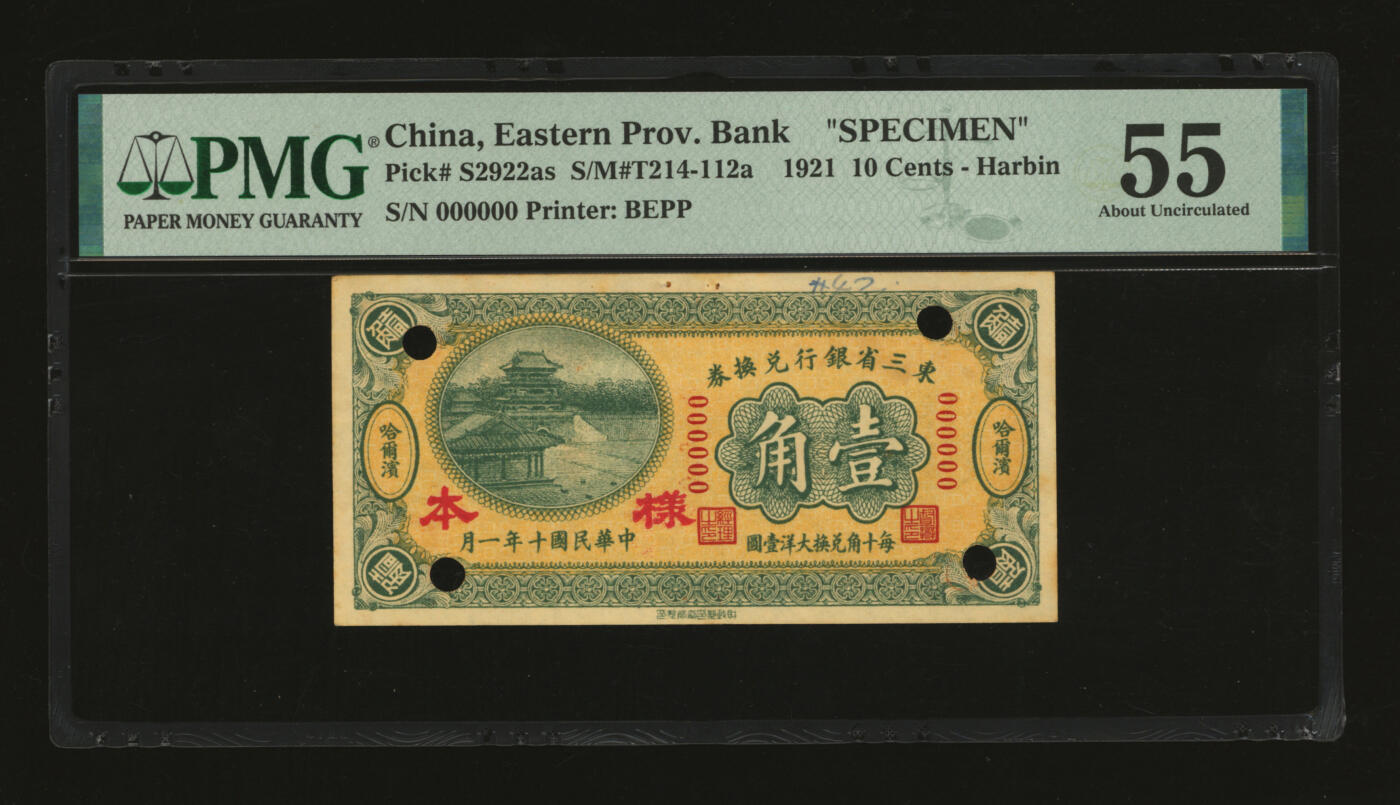 PMG®
PAPER MONEY GUARANTY
China, Eastern Prov. Bank "SPECIMEN"
Pick# S2922as S/M#T214-112a 1921 10 Cents - Harbin
S/N 000000 Printer: BEPP
55
About Uncirculated
#42
東三省銀行兌換券
壹角
000000
000000
哈爾濱
哈爾濱
樣本
每十角兌換大洋壹圓
中華民國十年一月